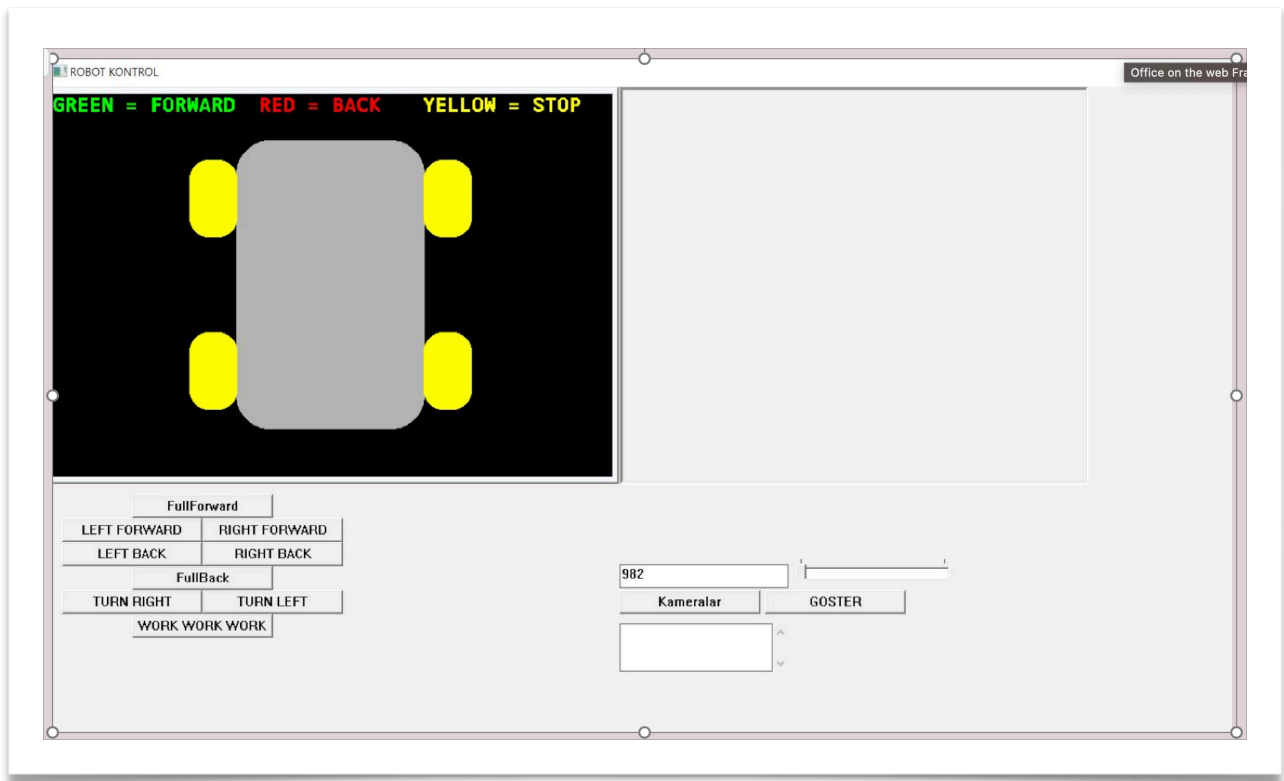 ROBOT KONTROL
Office on the web Fra
GREEN = FORWARD RED = BACK YELLOW = STOP
FullForward
LEFT FORWARD RIGHT FORWARD
LEFT BACK RIGHT BACK
FullBack
TURN RIGHT TURN LEFT
WORK WORK WORK
982
Kameralar GOSTER